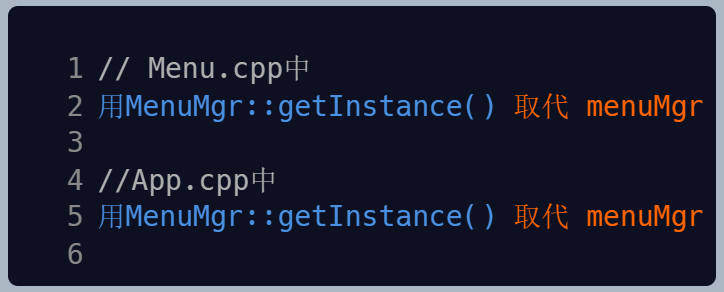 1 // Menu.cpp中
2 用MenuMgr::getInstance() 取代 menuMgr
3
4 //App.cpp中
5 用MenuMgr::getInstance() 取代 menuMgr
6